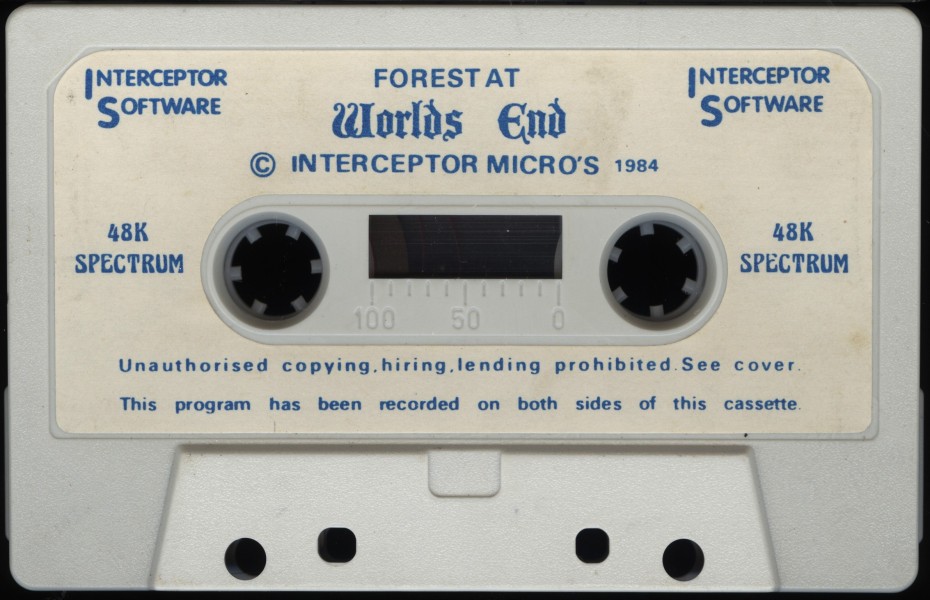 INTERCEPTOR SOFTWARE
FOREST AT
Worlds End
INTERCEPTOR SOFTWARE
© INTERCEPTOR MICRO'S 1984
48K
SPECTRUM
48K
SPECTRUM
100 50 0
Unauthorised copying,hiring,lending prohibited.See cover.
This program has been recorded on both sides of this cassette.